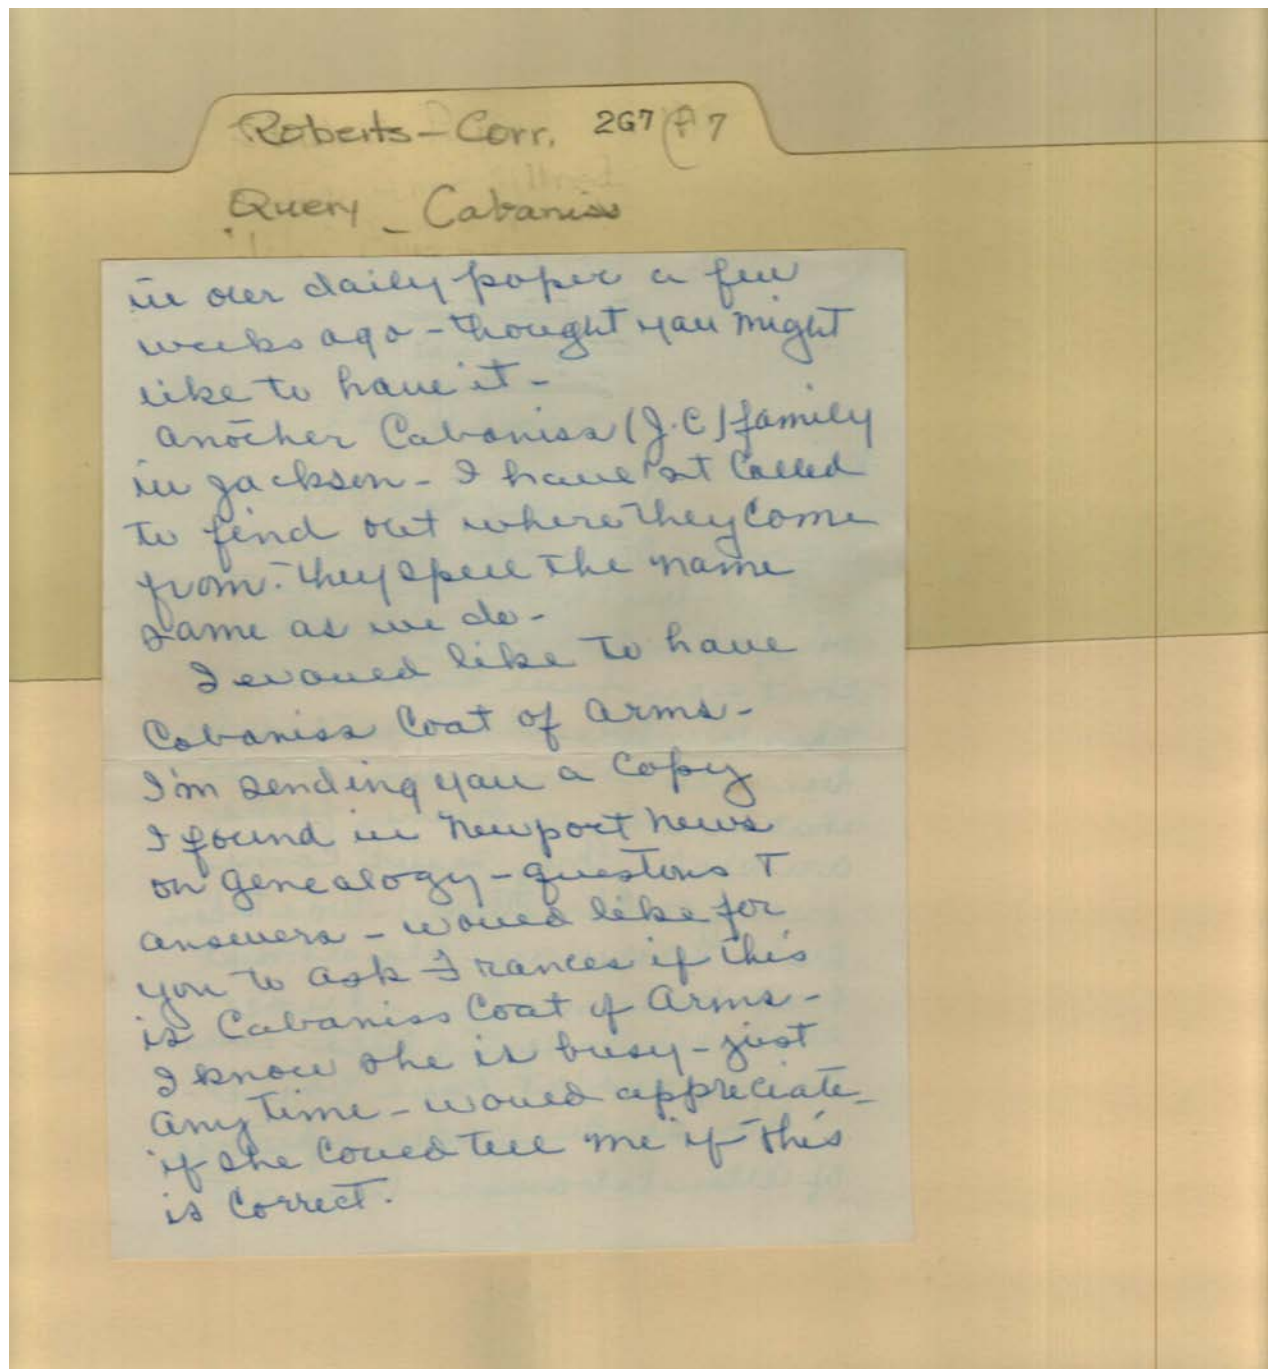 Roberts - Corr. 2G7 (f7
Query - Cabaniss
in our daily paper a few
weeks ago - thought you might
like to have it -
another Cabaniss (J.C) family
in Jackson - I have'nt Called
to find out where they come
from. they spell the name
same as we do -
I would like to have
Cabaniss Coat of Arms -
I'm sending you a Copy
I found in Newport News
on Genealogy - questons +
answers - would like for
you to ask Frances if this
is Cabaniss Coat of Arms -
I know she is busy - just
any time - would appreciate
if she Could tell me if this
is Correct.